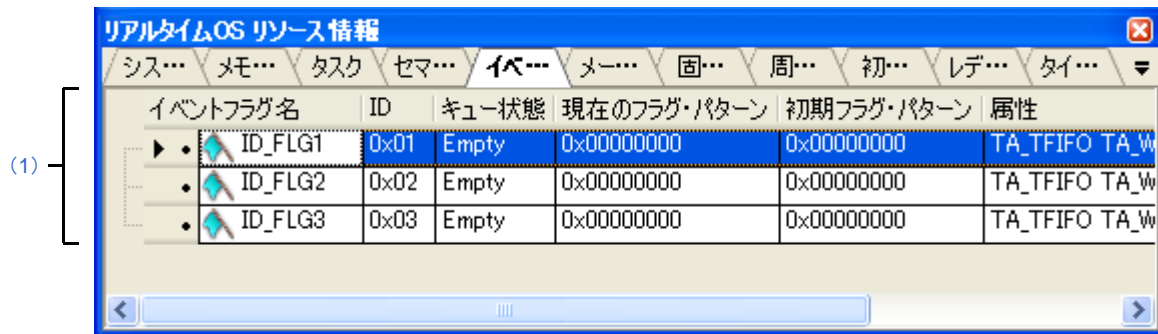 リアルタイムOS リソース情報
シス… メモ… タスク セマ… イベ… メー… 固… 周… 初… レデ… タイ…
イベントフラグ名 ID キュー状態 現在のフラグ・パターン 初期フラグ・パターン 属性
(1)
ID_FLG1 0x01 Empty 0x00000000 0x00000000 TA_TFIFO TA_W
ID_FLG2 0x02 Empty 0x00000000 0x00000000 TA_TFIFO TA_W
ID_FLG3 0x03 Empty 0x00000000 0x00000000 TA_TFIFO TA_W